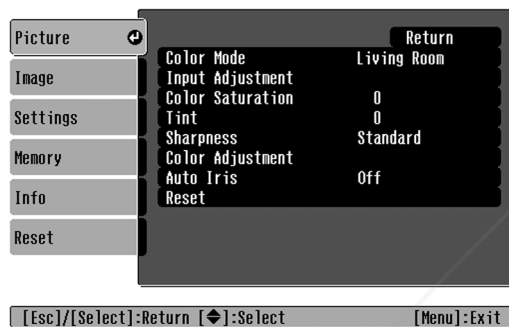 Picture
Image
Settings
Memory
Info
Reset
Return
Color Mode Living Room
Input Adjustment
Color Saturation 0
Tint 0
Sharpness Standard
Color Adjustment
Auto Iris Off
Reset
[Esc]/[Select]:Return [◆]:Select [Menu]:Exit